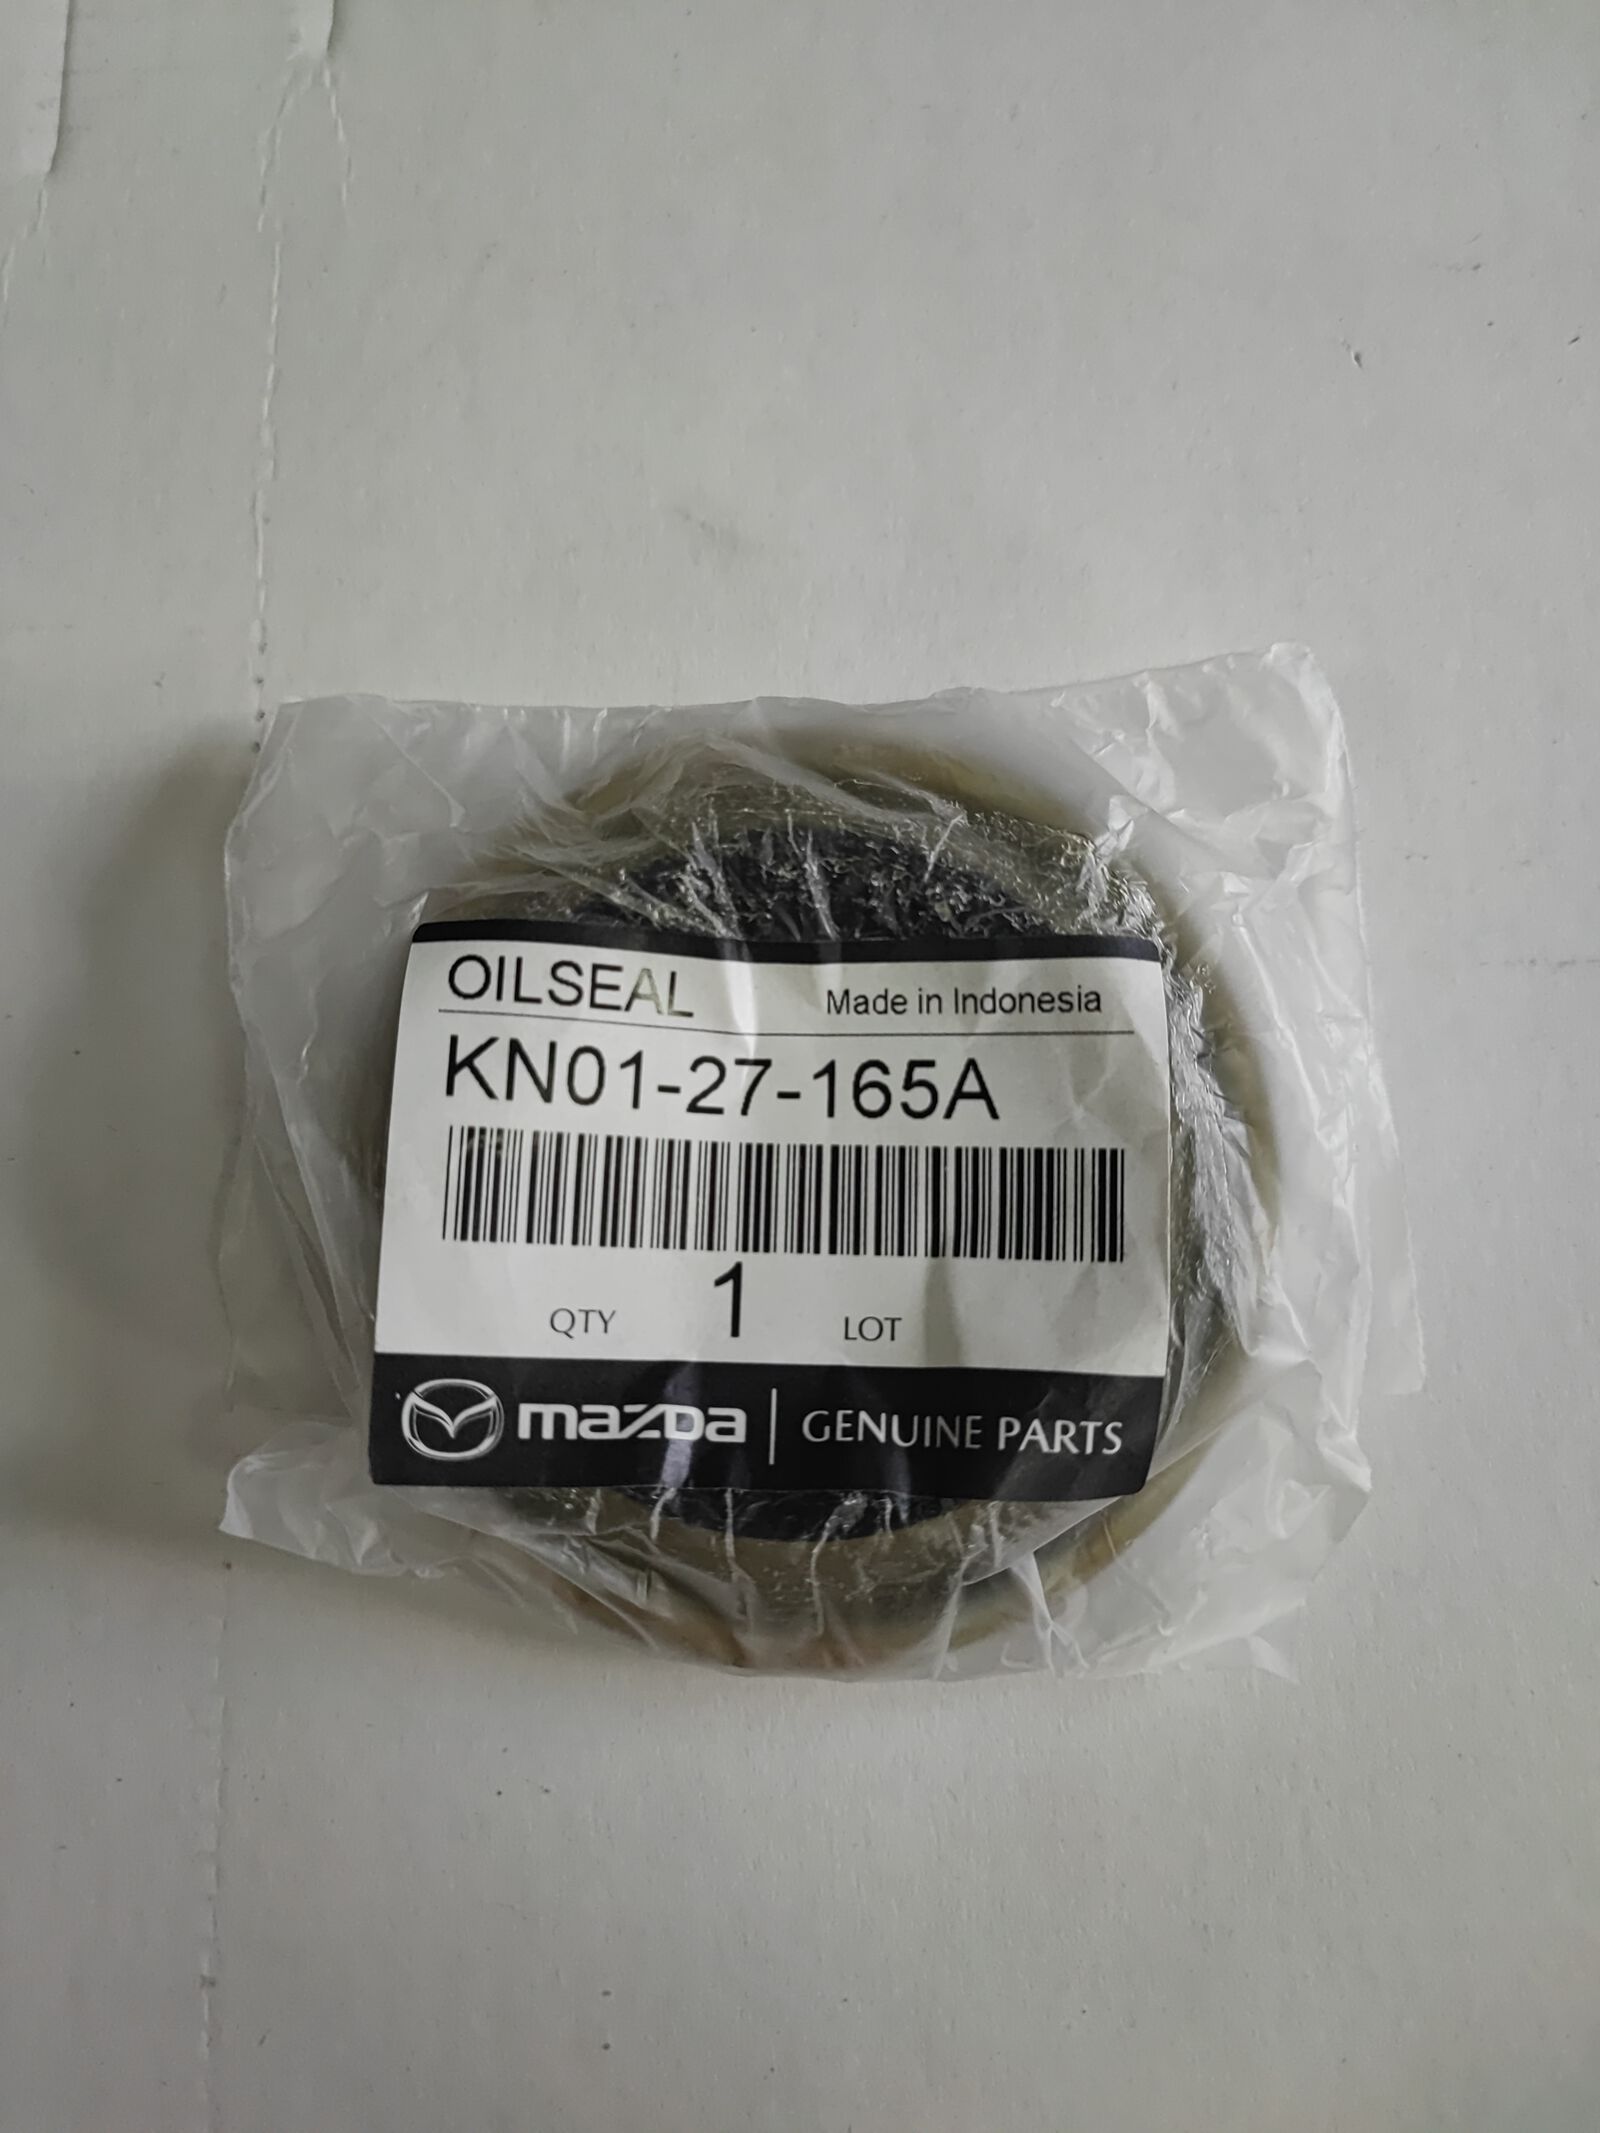 OILSEAL Made in Indonesia
KN01-27-165A
QTY 1 LOT
mazda GENUINE PARTS